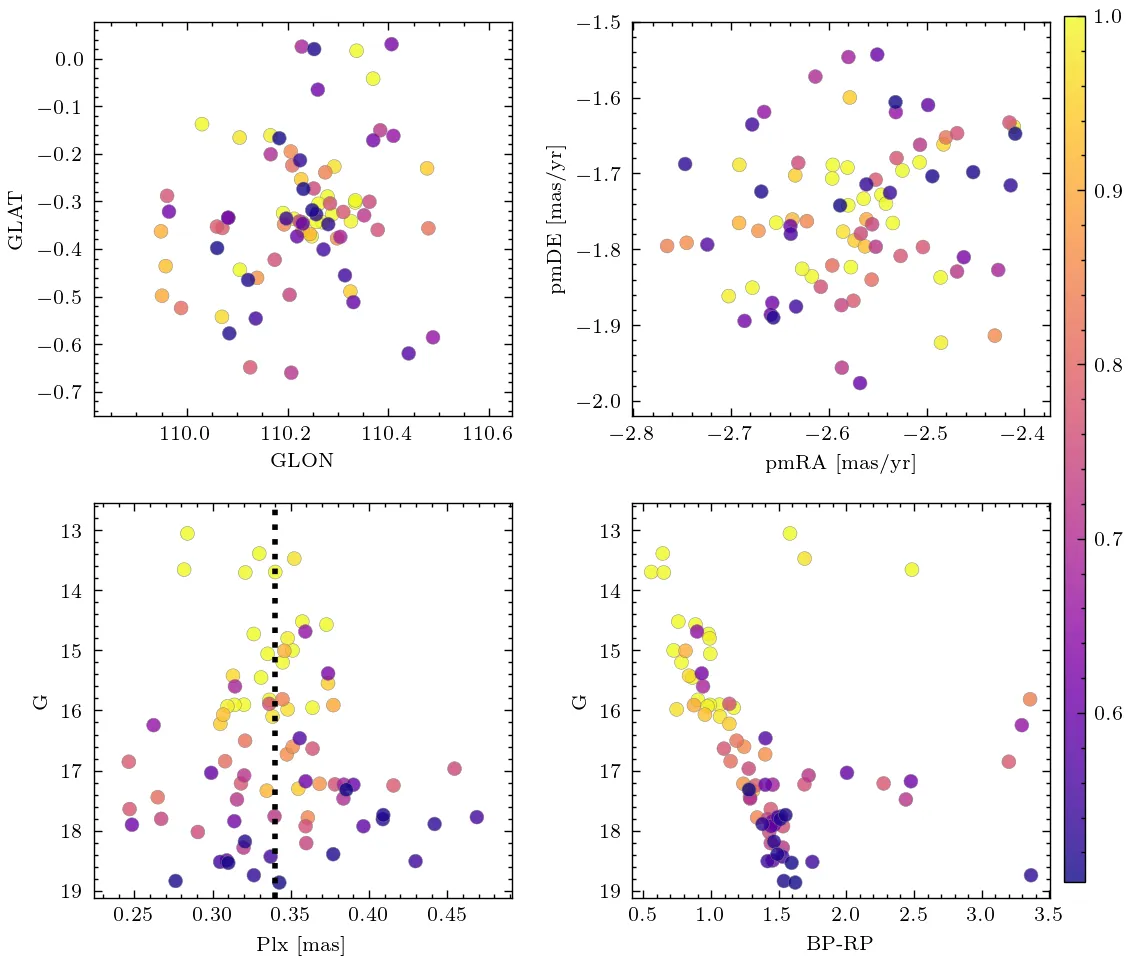 0.0
−0.1
−0.2
−0.3
−0.4
−0.5
−0.6
−0.7
GLAT
110.0 110.2 110.4 110.6
GLON
−1.5
−1.6
−1.7
−1.8
−1.9
−2.0
pmDE [mas/yr]
−2.8 −2.7 −2.6 −2.5 −2.4
pmRA [mas/yr]
13
14
15
16
17
18
19
G
0.25 0.30 0.35 0.40 0.45
Plx [mas]
13
14
15
16
17
18
19
G
0.5 1.0 1.5 2.0 2.5 3.0 3.5
BP-RP
1.0
0.9
0.8
0.7
0.6